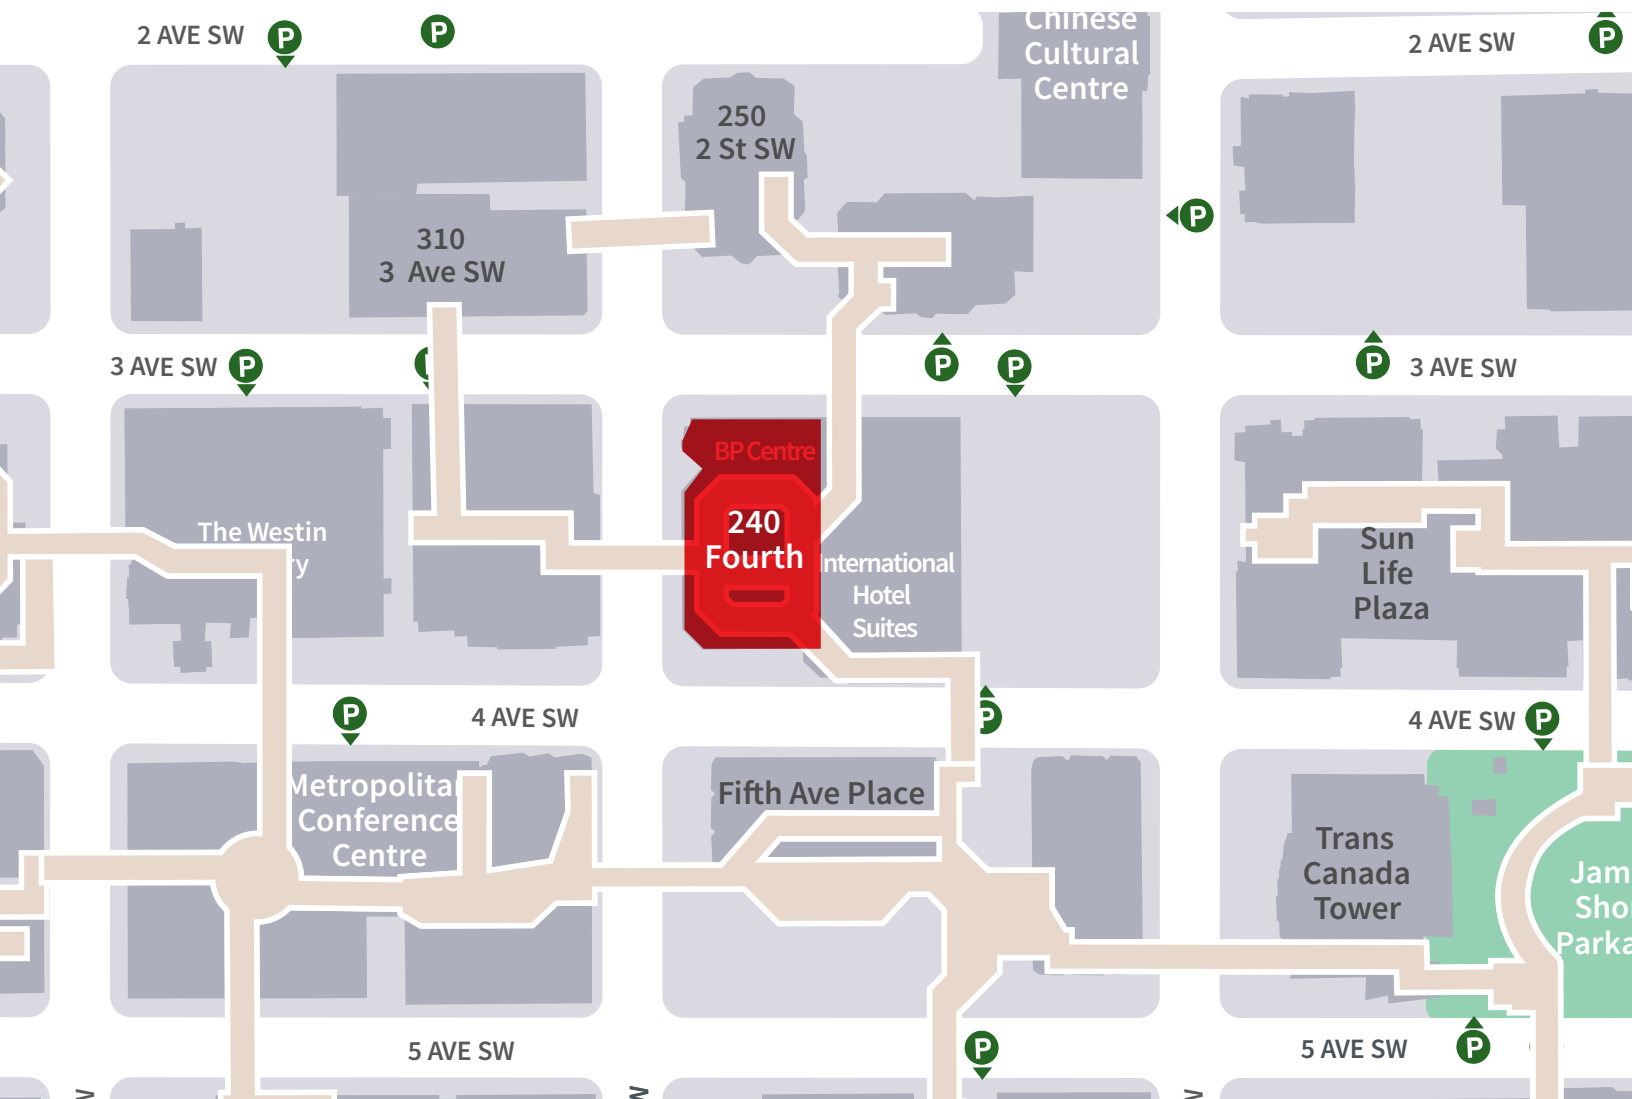 Chinese
Cultural
Centre
2 AVE SW
P
P
2 AVE SW
P
250
2 St SW
310
3 Ave SW
P
3 AVE SW
P
P
P
P
3 AVE SW
BP Centre
240
Fourth
The Westin
International
Hotel
Suites
Sun
Life
Plaza
P
4 AVE SW
P
4 AVE SW
P
Metropolitan
Conference
Centre
Fifth Ave Place
Trans
Canada
Tower
5 AVE SW
P
5 AVE SW
P